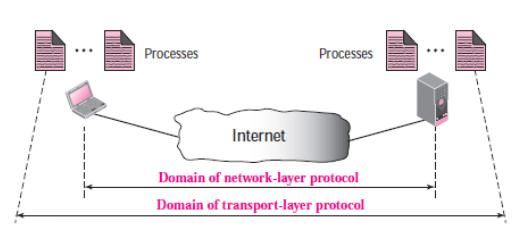 Processes
Processes
Internet
Domain of network-layer protocol
Domain of transport-layer protocol